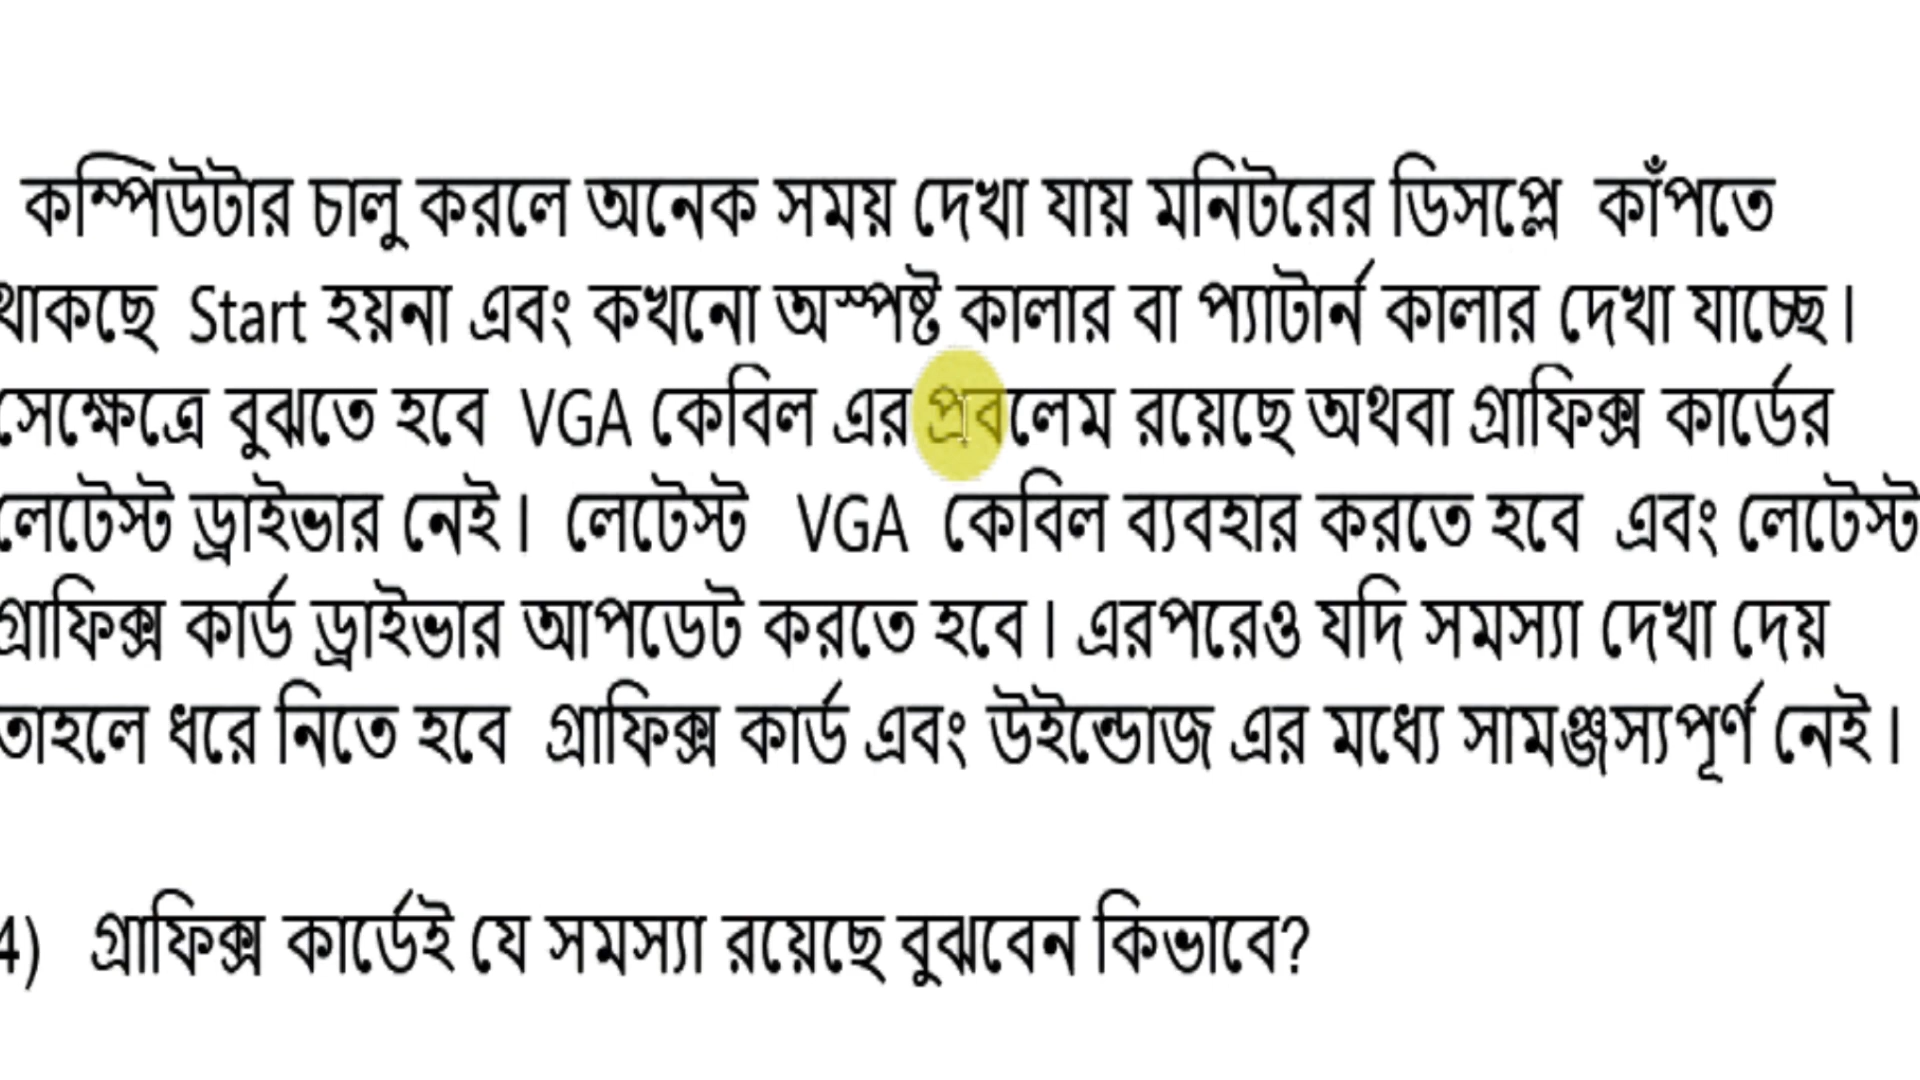 কম্পিউটার চালু করলে অনেক সময় দেখা যায় মনিটরের ডিসপ্লে কাঁপতে
থাকছে Start হয়না এবং কখনো অস্পষ্ট কালার বা প্যাটার্ন কালার দেখা যাচ্ছে।
সেক্ষেত্রে বুঝতে হবে VGA কেবিল এর প্রবলেম রয়েছে অথবা গ্রাফিক্স কার্ডের
লেটেস্ট ড্রাইভার নেই। লেটেস্ট VGA কেবিল ব্যবহার করতে হবে এবং লেটেস্ট
গ্রাফিক্স কার্ড ড্রাইভার আপডেট করতে হবে। এরপরেও যদি সমস্যা দেখা দেয়
তাহলে ধরে নিতে হবে গ্রাফিক্স কার্ড এবং উইন্ডোজ এর মধ্যে সামঞ্জস্যপূর্ণ নেই।
4) গ্রাফিক্স কার্ডেই যে সমস্যা রয়েছে বুঝবেন কিভাবে?